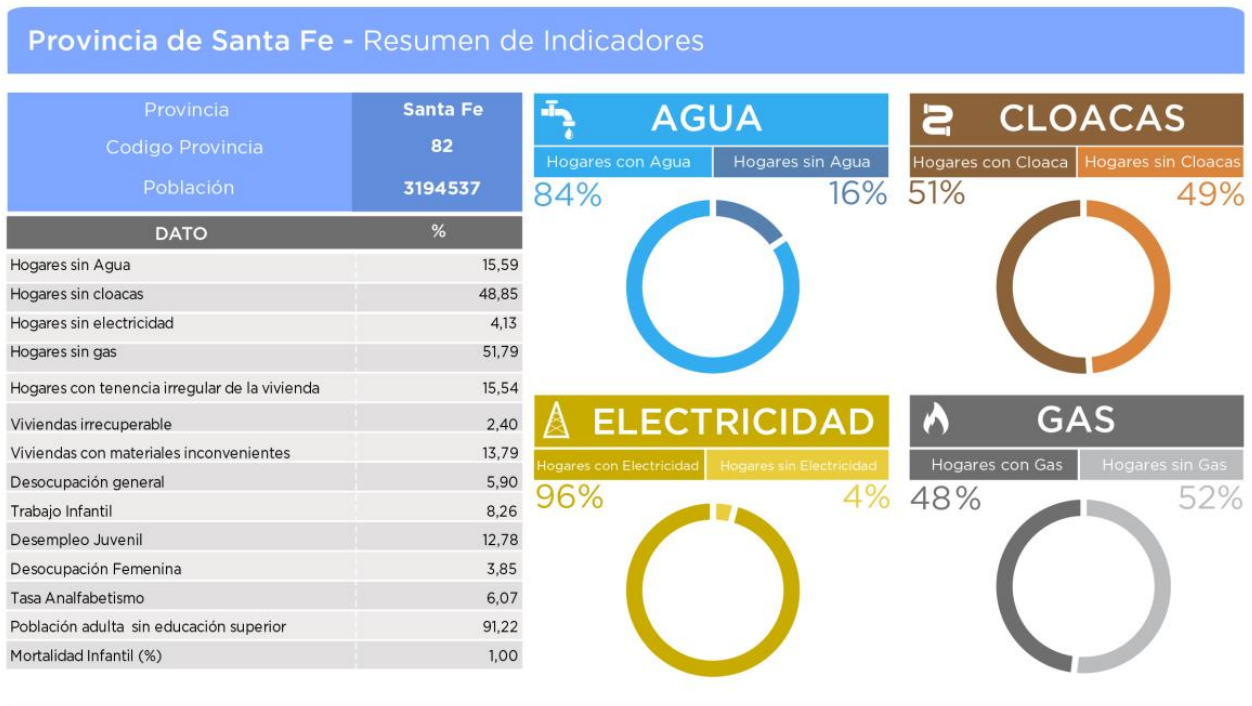 Provincia de Santa Fe - Resumen de Indicadores
Provincia Santa Fe
Codigo Provincia 82
Población 3194537
DATO %
Hogares sin Agua 15,59
Hogares sin cloacas 48,85
Hogares sin electricidad 4,13
Hogares sin gas 51,79
Hogares con tenencia irregular de la vivienda 15,54
Viviendas irrecuperable 2,40
Viviendas con materiales inconvenientes 13,79
Desocupación general 5,90
Trabajo Infantil 8,26
Desempleo Juvenil 12,78
Desocupación Femenina 3,85
Tasa Analfabetismo 6,07
Población adulta sin educación superior 91,22
Mortalidad Infantil (%) 1,00
AGUA
Hogares con Agua Hogares sin Agua
84% 16%
CLOACAS
Hogares con Cloaca Hogares sin Cloacas
51% 49%
ELECTRICIDAD
Hogares con Electricidad Hogares sin Electricidad
96% 4%
GAS
Hogares con Gas Hogares sin Gas
48% 52%